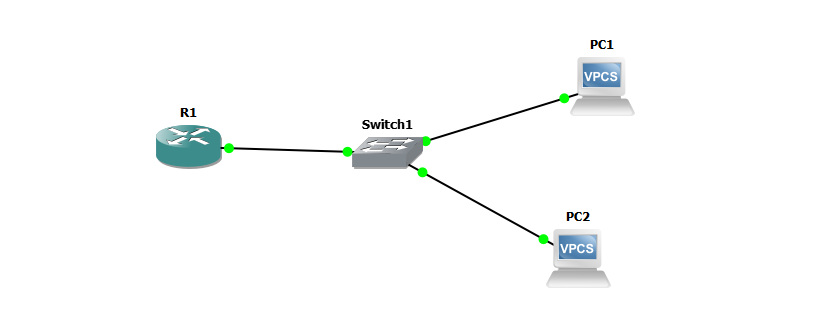 PC1
VPCS
R1
Switch1
PC2
VPCS